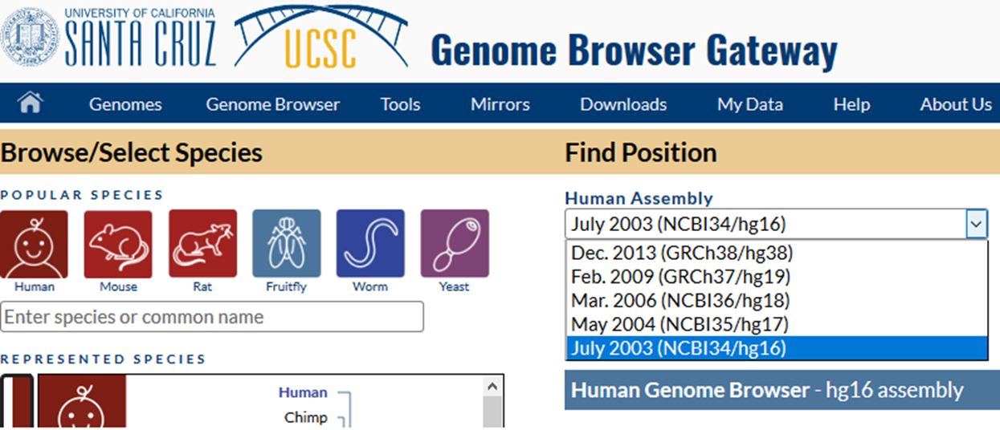 UNIVERSITY OF CALIFORNIA
SANTA CRUZ
UCSC
Genome Browser Gateway
Genomes Genome Browser Tools Mirrors Downloads My Data Help About Us
Browse/Select Species
POPULAR SPECIES
Human Mouse Rat Fruitfly Worm Yeast
Enter species or common name
REPRESENTED SPECIES
Human
Chimp
Find Position
Human Assembly
July 2003 (NCBI34/hg16)
Dec. 2013 (GRCh38/hg38)
Feb. 2009 (GRCh37/hg19)
Mar. 2006 (NCBI36/hg18)
May 2004 (NCBI35/hg17)
July 2003 (NCBI34/hg16)
Human Genome Browser - hg16 assembly